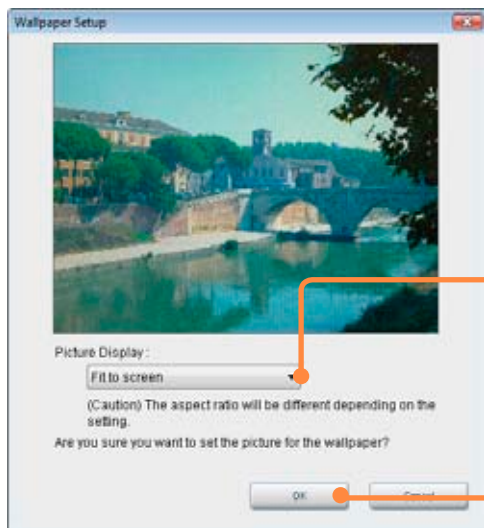 Wallpaper Setup
Picture Display :
Fit to screen
(Caution) The aspect ratio will be different depending on the
setting.
Are you sure you want to set the picture for the wallpaper?
OK
Cancel